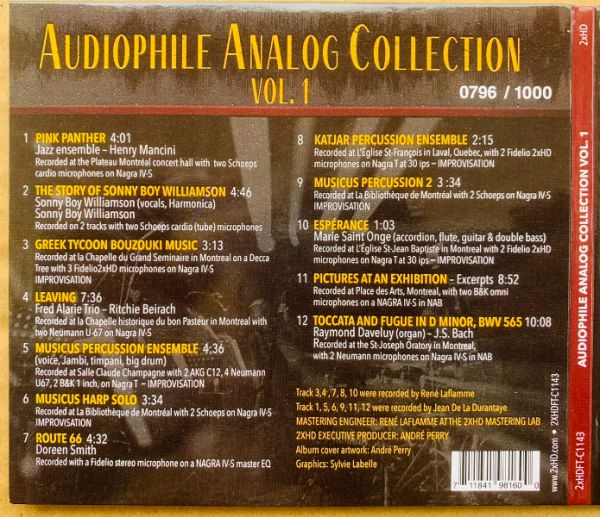 AUDIOPHILE ANALOG COLLECTION
VOL. 1
0796 / 1000
1 PINK PANTHER 4:01
Jazz ensemble – Henry Mancini
Recorded at the Plateau Montréal concert hall with two Schoeps
cardio microphones on Nagra IV-S
2 THE STORY OF SONNY BOY WILLIAMSON 4:46
Sonny Boy Williamson (vocals, Harmonica)
Sonny Boy Williamson
Recorded on 2 tracks with two Schoeps cardio (tube) microphones
3 GREEK TYCOON BOUZOUKI MUSIC 3:13
Recorded at la Chapelle du Grand Seminaire in Montreal on a Decca
Tree with 3 Fidelio2xHD microphones on Nagra IV-S
4 LEAVING 7:36
Fred Alarie Trio – Ritchie Beirach
Recorded at la Chapelle historique du bon Pasteur in Montreal with
two Neumann U-67 on Nagra IV-S
5 MUSICUS PERCUSSION ENSEMBLE 4:36
(voice, Jambi, timpani, big drum)
Recorded at Salle Claude Champagne with 2 AKG C12, 4 Neumann
U67, 2 B&K 1 inch, on Nagra T – IMPROVISATION
6 MUSICUS HARP SOLO 3:34
Recorded at La Bibliothèque de Montréal with 2 Schoeps on Nagra IV-S
IMPROVISATION
7 ROUTE 66 4:32
Doreen Smith
Recorded with a Fidelio stereo microphone on a NAGRA IV-S master EQ
8 KATJAR PERCUSSION ENSEMBLE 2:15
Recorded at L'Église St-François in Laval, Quebec, with 2 Fidelio 2xHD
microphones on Nagra T at 30 ips – IMPROVISATION
9 MUSICUS PERCUSSION 2 3:34
Recorded at La Bibliothèque de Montréal with 2 Schoeps on Nagra IV-S
IMPROVISATION
10 ESPÉRANCE 1:03
Marie Saint Onge (accordion, flute, guitar & double bass)
Recorded at L'Église St-Jean Baptiste in Montreal with 2 Fidelio 2xHD
microphones on Nagra T at 30 ips – IMPROVISATION
11 PICTURES AT AN EXHIBITION – Excerpts 8:52
Recorded at Place des Arts, Montreal, with two B&K omni
microphones on a NAGRA IV-S in NAB
12 TOCCATA AND FUGUE IN D MINOR, BWV 565 10:08
Raymond Daveluy (organ) – J.S. Bach
Recorded at the St-Joseph Oratory in Montreal,
with 2 Neumann microphones on Nagra IV-S in NAB
Track 3,4, 7, 8, 10 were recorded by René Laflamme
Track 1, 5, 6, 9, 11, 12 were recorded by Jean De La Durantaye
MASTERING ENGINEER: RENÉ LAFLAMME AT THE 2XHD MASTERING LAB
2XHD EXECUTIVE PRODUCER: ANDRÉ PERRY
Album cover artwork: André Perry
Graphics: Sylvie Labelle
7 11841 98160 0
www.2xHD.com • 2XHDFT-C1143
2xHD
AUDIOPHILE ANALOG COLLECTION VOL. 1
2xHDFT-C1143